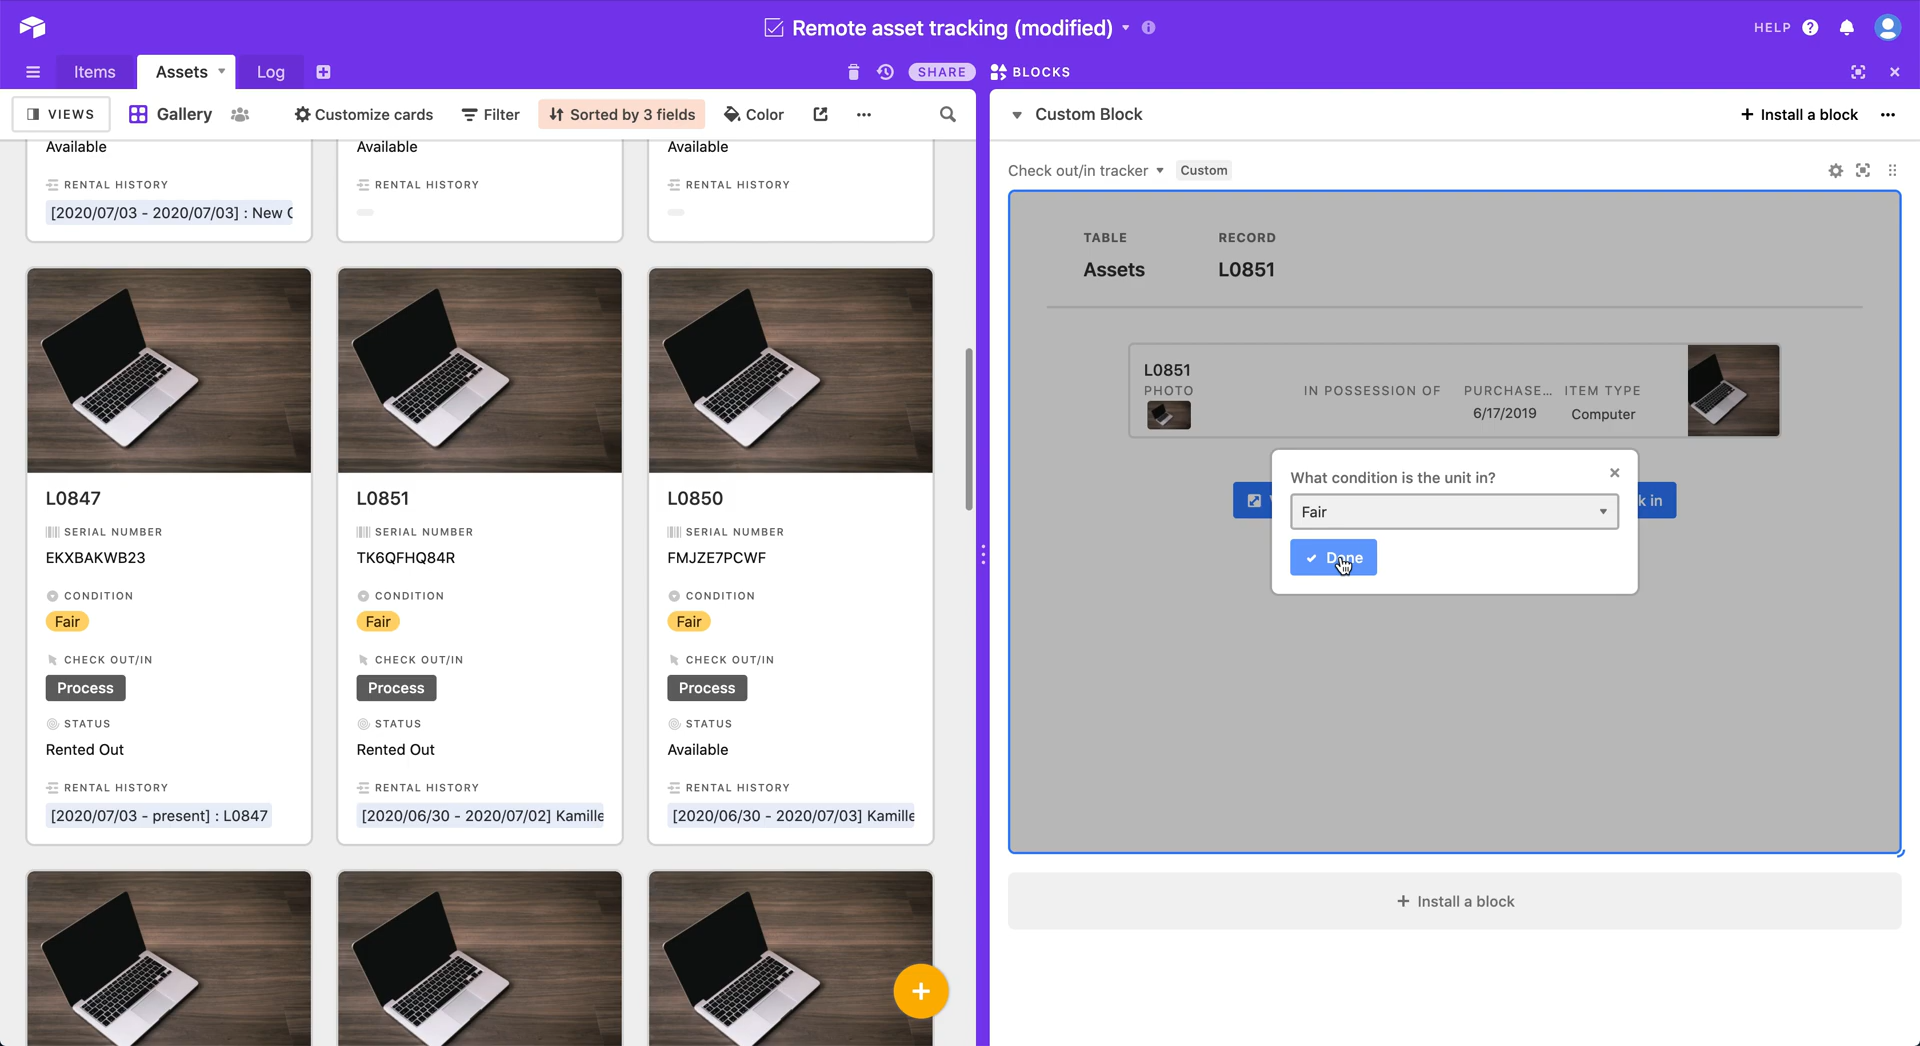 Remote asset tracking (modified)
HELP
Items
Assets
Log
SHARE
BLOCKS
VIEWS
Gallery
Customize cards
Filter
Sorted by 3 fields
Color
Custom Block
Install a block
Available
Available
Available
RENTAL HISTORY
RENTAL HISTORY
RENTAL HISTORY
[2020/07/03 - 2020/07/03] : New
L0847
SERIAL NUMBER
EKXBAKWB23
CONDITION
Fair
CHECK OUT/IN
Process
STATUS
Rented Out
RENTAL HISTORY
[2020/07/03 - present] : L0847
L0851
SERIAL NUMBER
TK6QFHQ84R
CONDITION
Fair
CHECK OUT/IN
Process
STATUS
Rented Out
RENTAL HISTORY
[2020/06/30 - 2020/07/02] Kamille
L0850
SERIAL NUMBER
FMJZE7PCWF
CONDITION
Fair
CHECK OUT/IN
Process
STATUS
Available
RENTAL HISTORY
[2020/06/30 - 2020/07/03] Kamille
Check out/in tracker
Custom
TABLE
RECORD
Assets
L0851
L0851
PHOTO
IN POSSESSION OF
PURCHASE...
ITEM TYPE
6/17/2019
Computer
What condition is the unit in?
Fair
Done
k in
Install a block